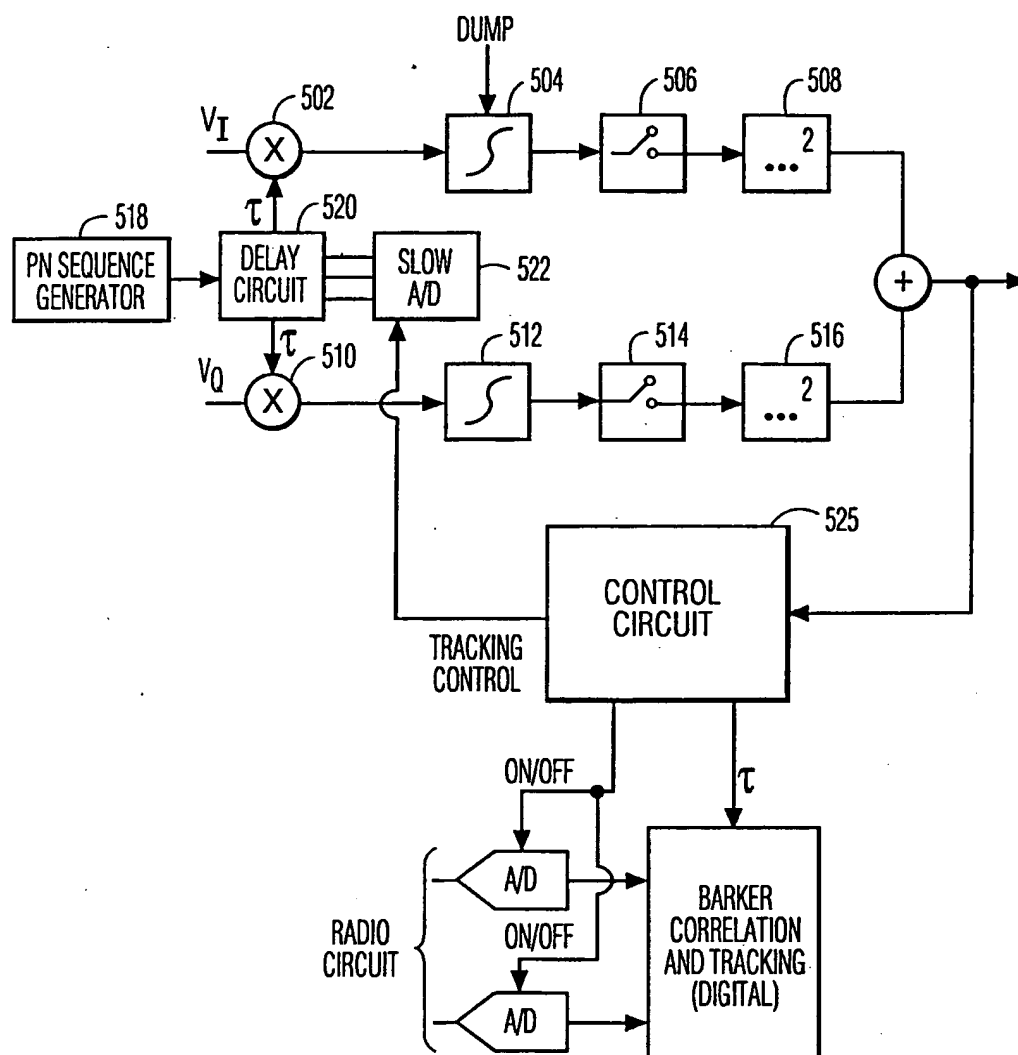 DUMP
502
504
506
508
V_I
X
2
...
τ
518
520
PN SEQUENCE
GENERATOR
DELAY
CIRCUIT
SLOW
A/D
522
+
τ
510
512
514
516
V_Q
X
2
...
525
CONTROL
CIRCUIT
TRACKING
CONTROL
ON/OFF
τ
A/D
RADIO
CIRCUIT
ON/OFF
A/D
BARKER
CORRELATION
AND TRACKING
(DIGITAL)